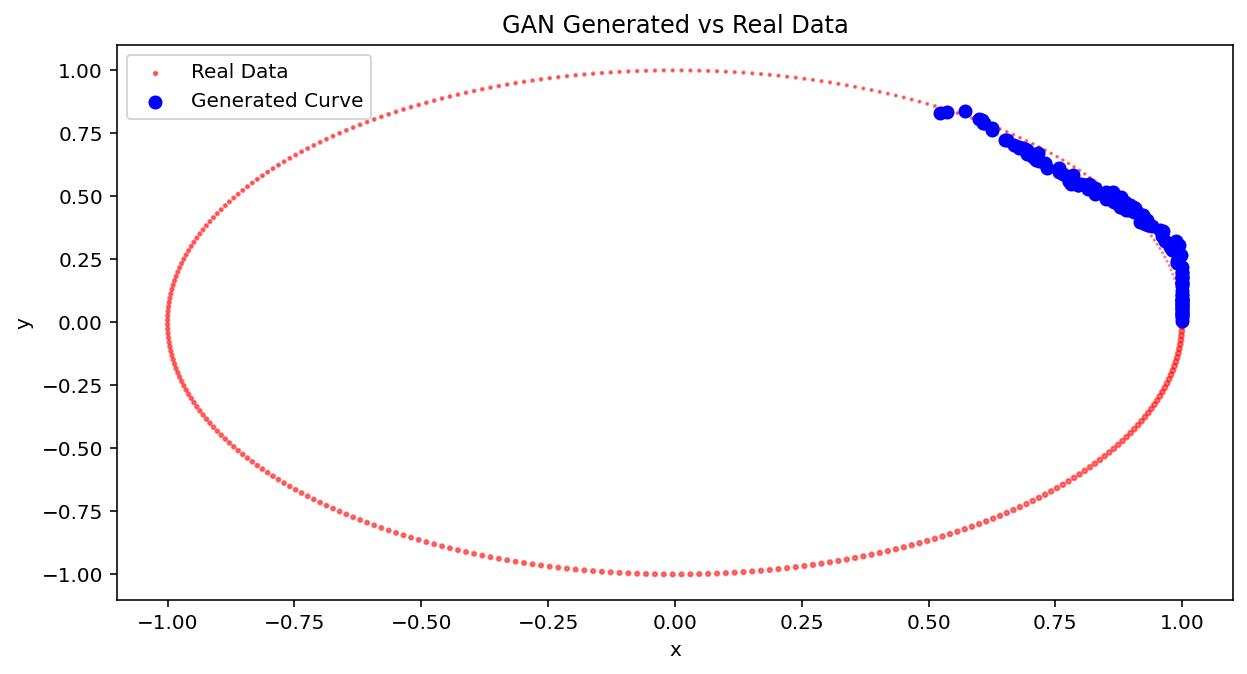 GAN Generated vs Real Data
Real Data
Generated Curve
1.00
0.75
0.50
0.25
0.00
−0.25
−0.50
−0.75
−1.00
y
−1.00 −0.75 −0.50 −0.25 0.00 0.25 0.50 0.75 1.00
x